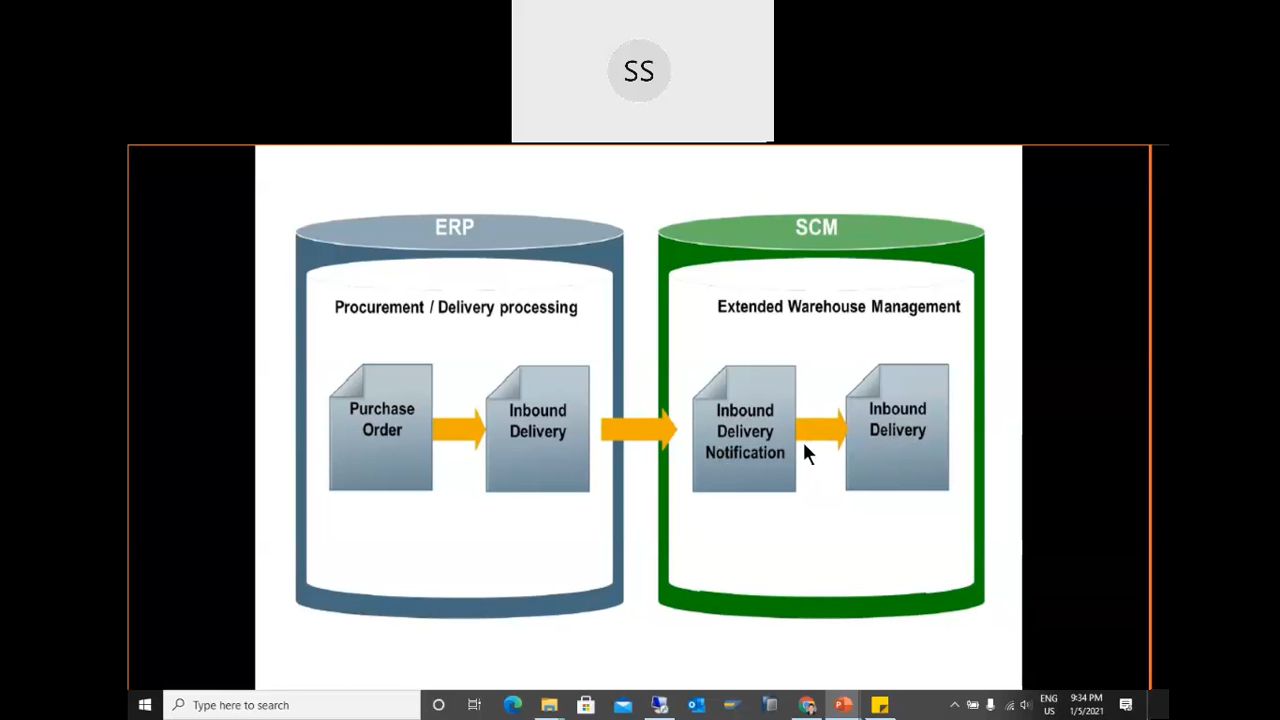 SS
ERP
SCM
Procurement / Delivery processing
Extended Warehouse Management
Purchase
Order
Inbound
Delivery
Inbound
Delivery
Notification
Inbound
Delivery
Type here to search
ENG
US
9:34 PM
1/5/2021